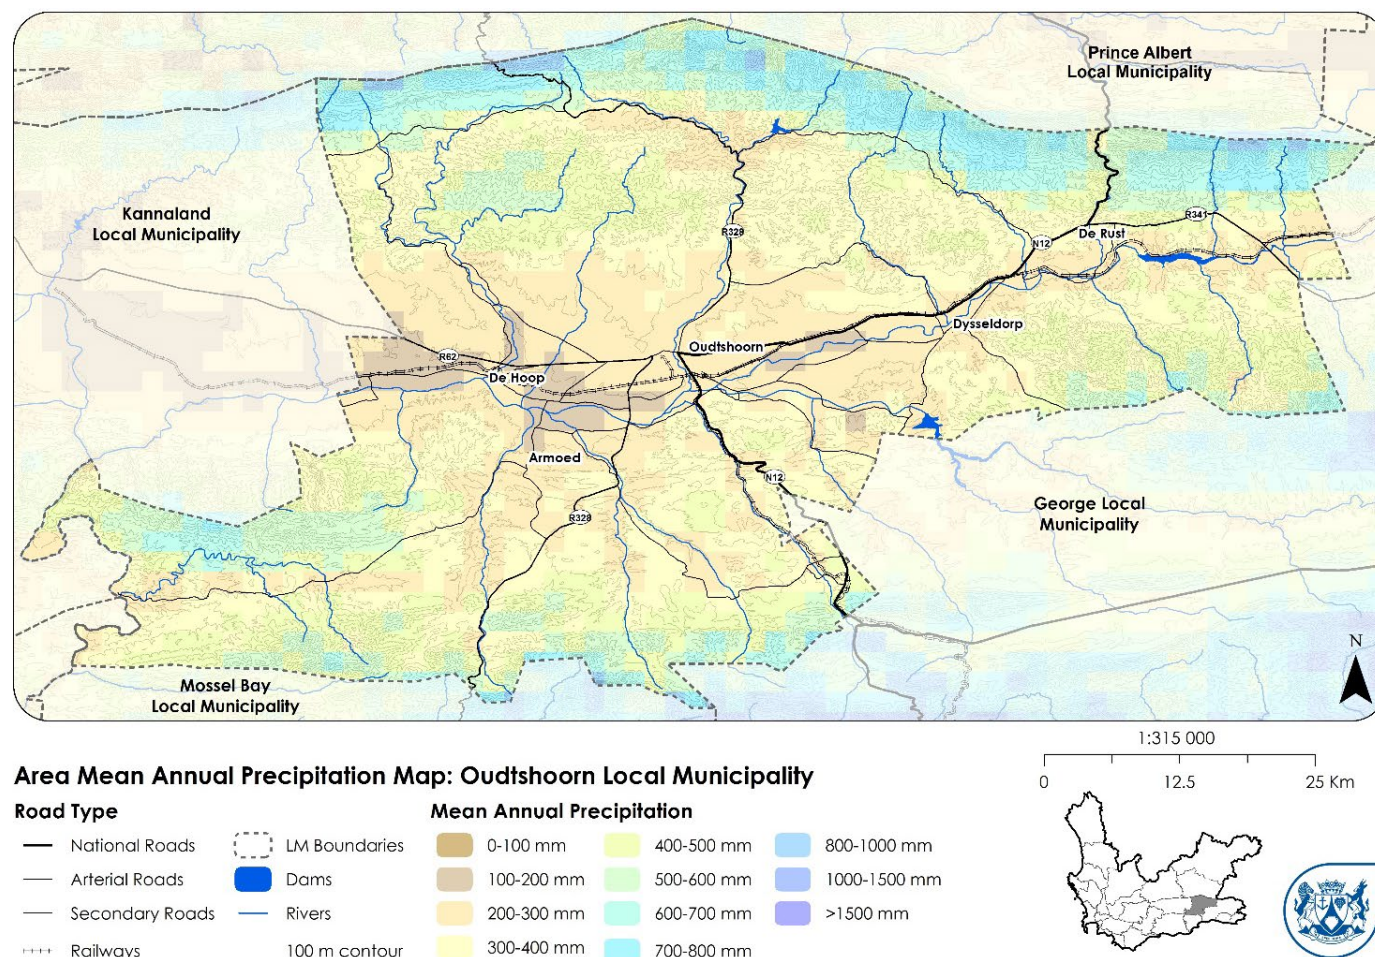 Prince Albert
Local Municipality
Kannaland
Local Municipality
R341
R328
De Rust
N12
Dysseldorp
Oudtshoorn
R62
De Hoop
Armoed
N12
George Local
Municipality
R328
N
Mossel Bay
Local Municipality
1:315 000
0 12.5 25 Km
Area Mean Annual Precipitation Map: Oudtshoorn Local Municipality
Road Type
National Roads
Arterial Roads
Secondary Roads
Railways
LM Boundaries
Dams
Rivers
100 m contour
Mean Annual Precipitation
0-100 mm
100-200 mm
200-300 mm
300-400 mm
400-500 mm
500-600 mm
600-700 mm
700-800 mm
800-1000 mm
1000-1500 mm
>1500 mm